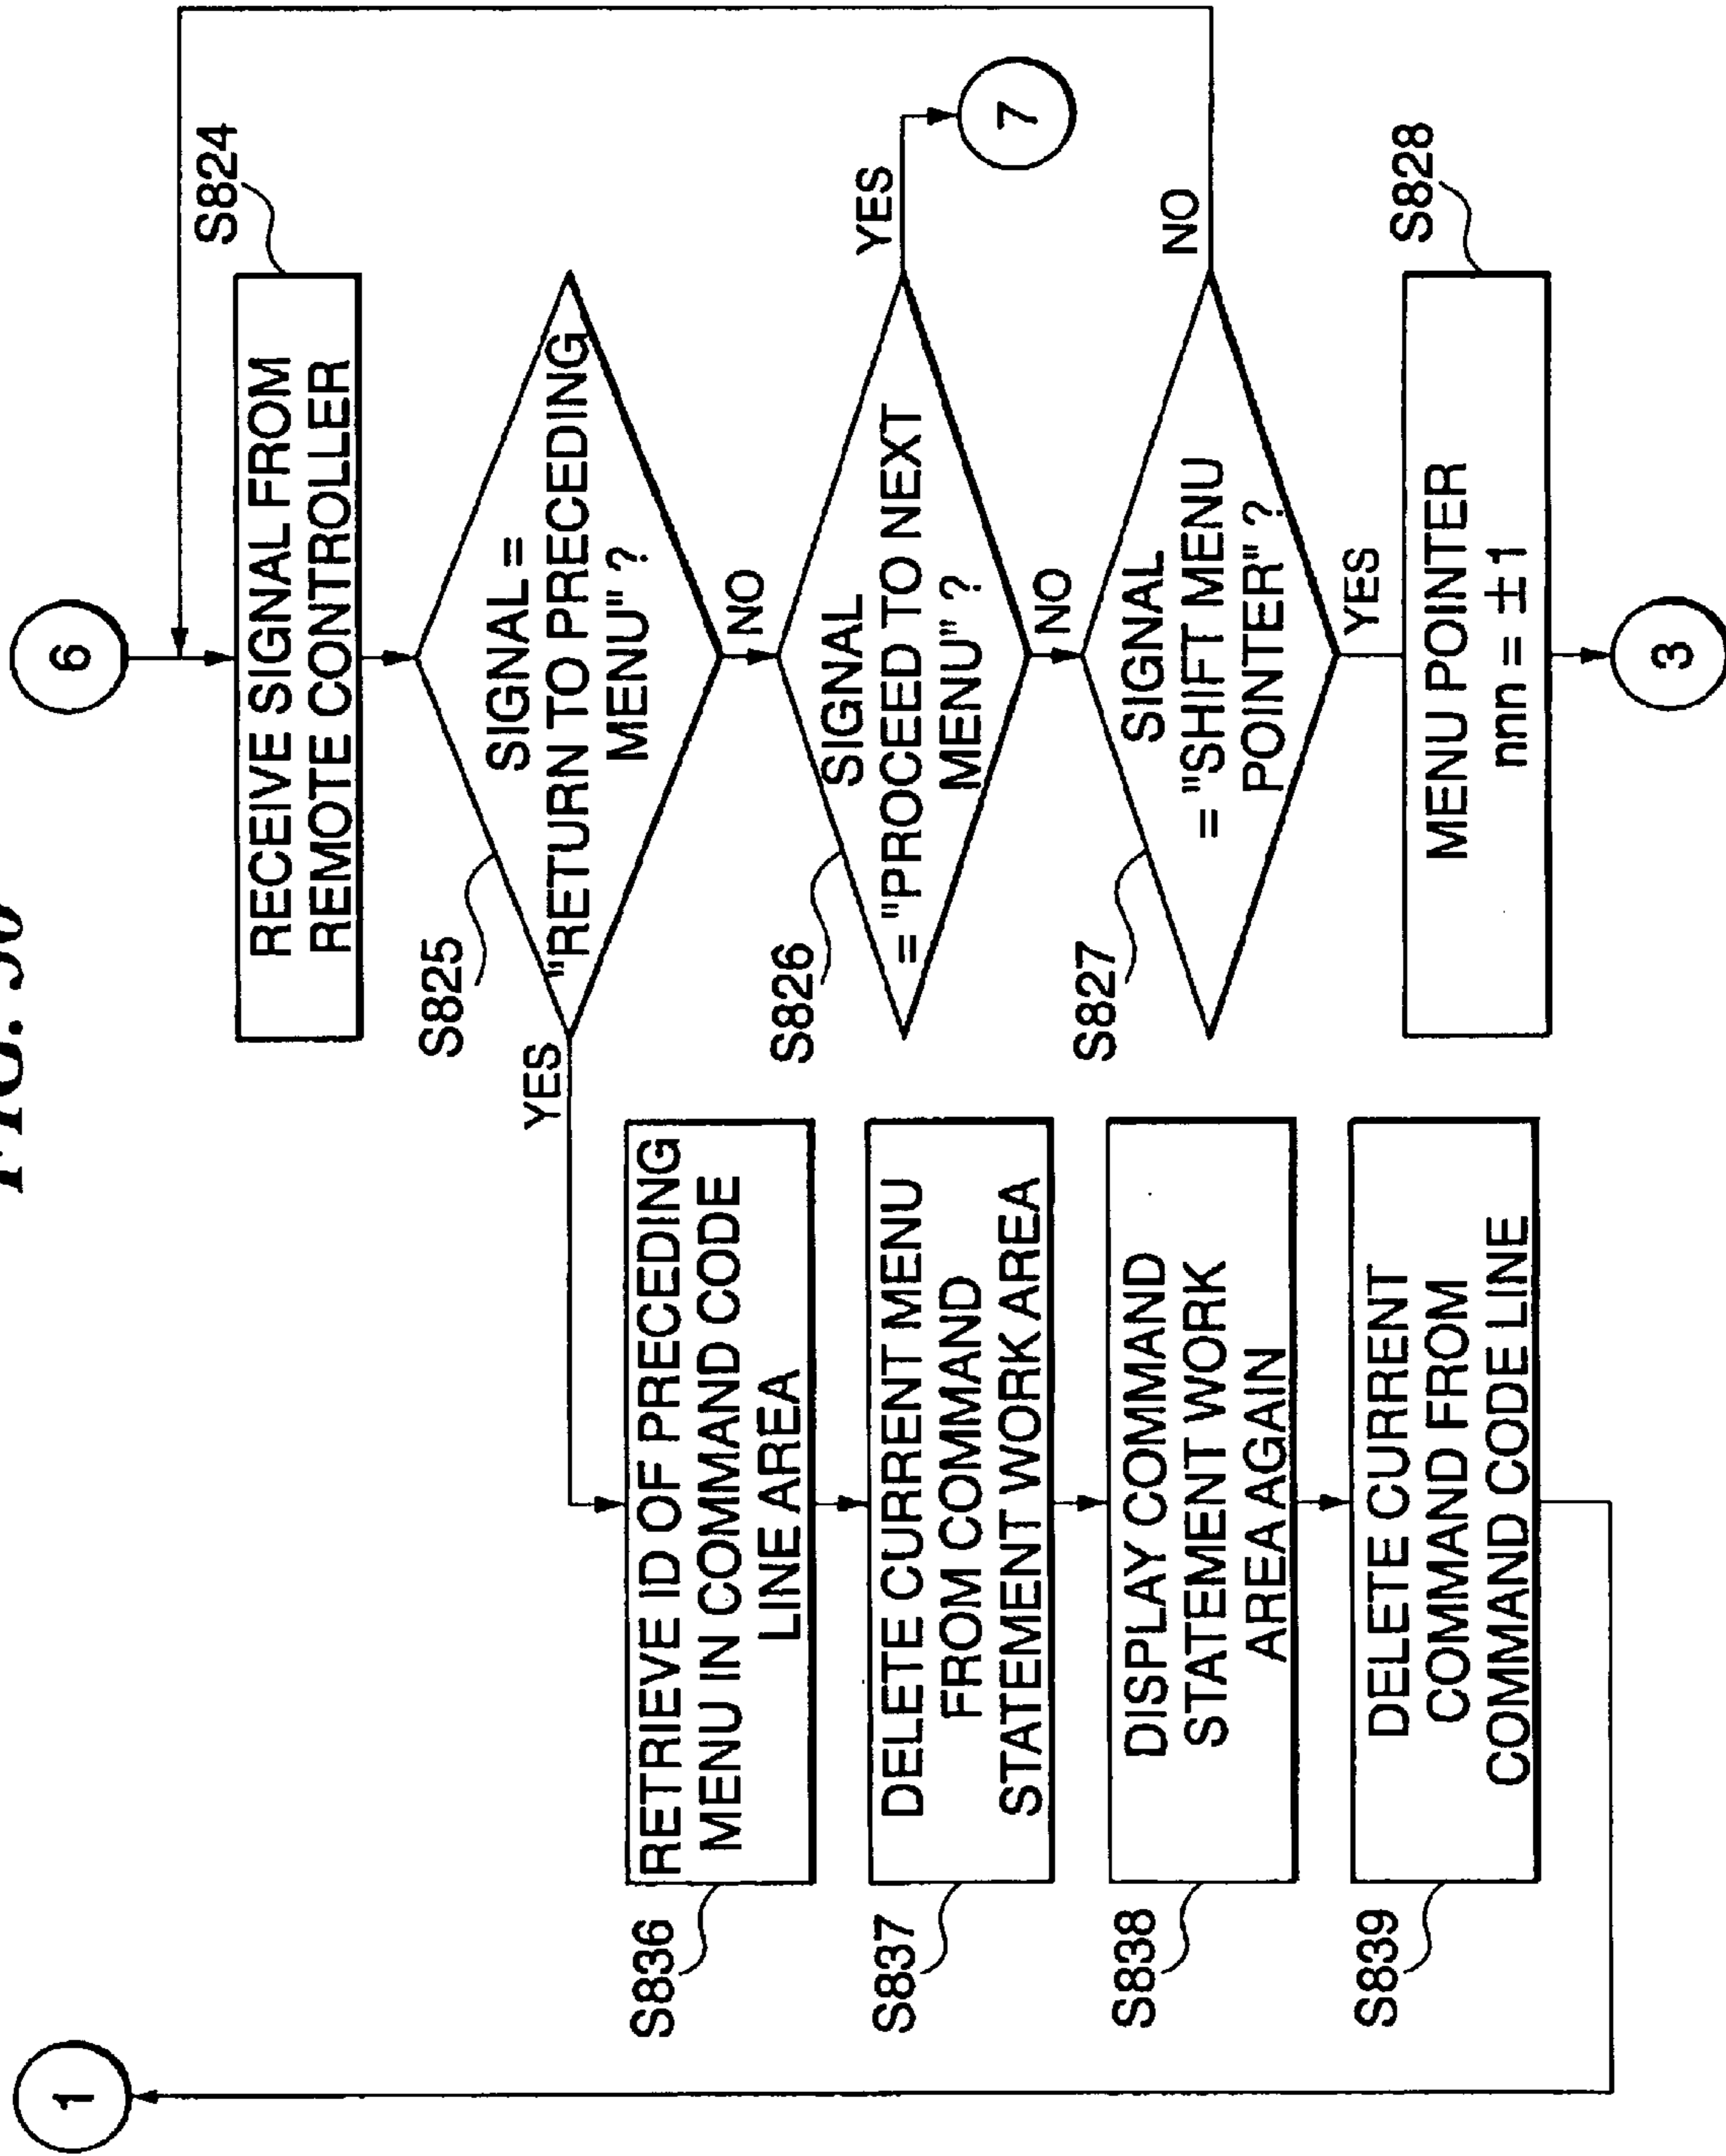 6
S824
RECEIVE SIGNAL FROM
REMOTE CONTROLLER
S825
SIGNAL =
"RETURN TO PRECEDING
MENU" ?
YES
NO
S826
SIGNAL
= "PROCEED TO NEXT
MENU" ?
YES
7
NO
S827
SIGNAL
= "SHIFT MENU
POINTER" ?
NO
YES
S828
MENU POINTER
nnn = ±1
3
S836
RETRIEVE ID OF PRECEDING
MENU IN COMMAND CODE
LINE AREA
S837
DELETE CURRENT MENU
FROM COMMAND
STATEMENT WORK AREA
S838
DISPLAY COMMAND
STATEMENT WORK
AREA AGAIN
S839
DELETE CURRENT
COMMAND FROM
COMMAND CODE LINE
1